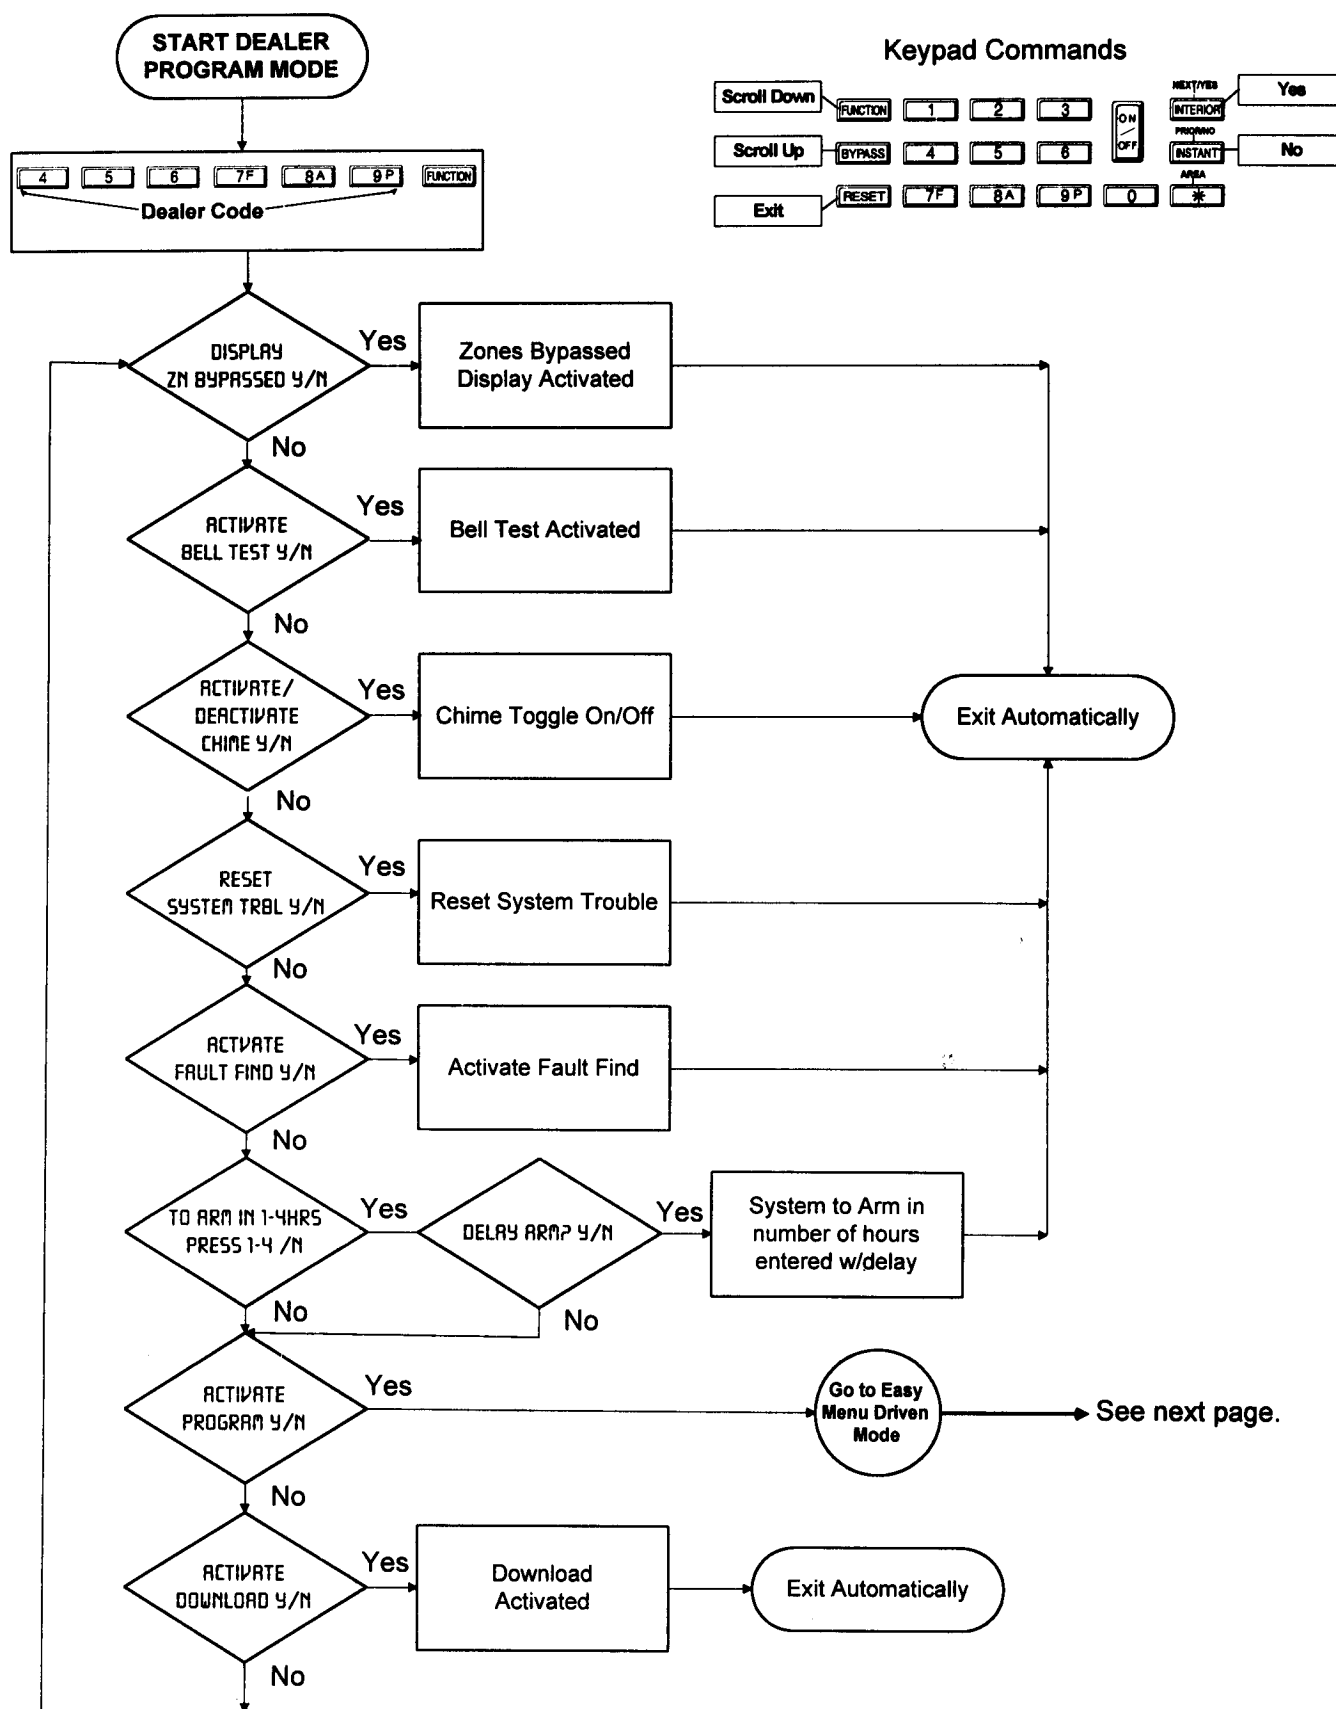 START DEALER
PROGRAM MODE
4 5 6 7F 8A 9P FUNCTION
Dealer Code
Keypad Commands
Scroll Down
FUNCTION 1 2 3
ON
OFF
NEXT/YES
INTERIOR
Yes
Scroll Up
BYPASS 4 5 6
PRIOR/NO
INSTANT
No
Exit
RESET 7F 8A 9P 0
AREA
*
DISPLAY
ZN BYPASSED Y/N
Yes
Zones Bypassed
Display Activated
No
ACTIVATE
BELL TEST Y/N
Yes
Bell Test Activated
No
ACTIVATE/
DEACTIVATE
CHIME Y/N
Yes
Chime Toggle On/Off
Exit Automatically
No
RESET
SYSTEM TRBL Y/N
Yes
Reset System Trouble
No
ACTVATE
FAULT FIND Y/N
Yes
Activate Fault Find
No
TO ARM IN 1-4HRS
PRESS 1-4 /N
Yes
DELAY ARM? Y/N
Yes
System to Arm in
number of hours
entered w/delay
No
No
ACTIVATE
PROGRAM Y/N
Yes
Go to Easy
Menu Driven
Mode
See next page.
No
ACTIVATE
DOWNLOAD Y/N
Yes
Download
Activated
Exit Automatically
No